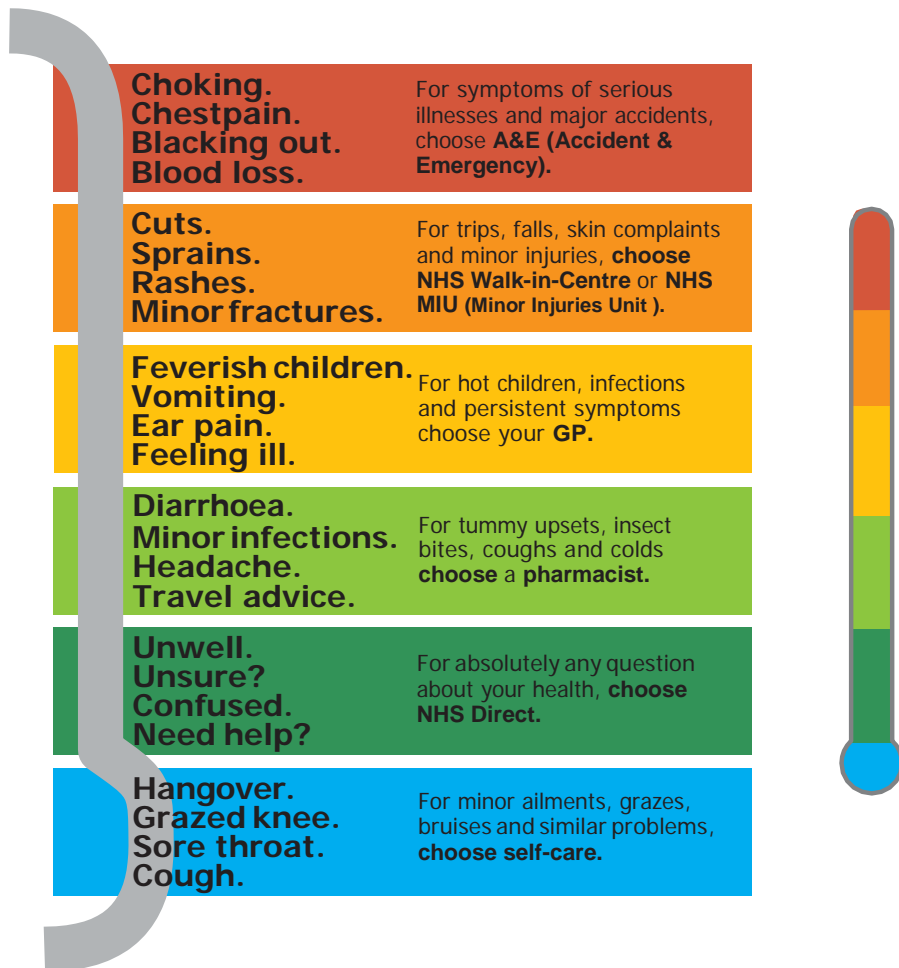 Choking.
Chestpain.
Blacking out.
Blood loss.
For symptoms of serious
illnesses and major accidents,
choose A&E (Accident &
Emergency).
Cuts.
Sprains.
Rashes.
Minor fractures.
For trips, falls, skin complaints
and minor injuries, choose
NHS Walk-in-Centre or NHS
MIU (Minor Injuries Unit ).
Feverish children.
Vomiting.
Ear pain.
Feeling ill.
For hot children, infections
and persistent symptoms
choose your GP.
Diarrhoea.
Minor infections.
Headache.
Travel advice.
For tummy upsets, insect
bites, coughs and colds
choose a pharmacist.
Unwell.
Unsure?
Confused.
Need help?
For absolutely any question
about your health, choose
NHS Direct.
Hangover.
Grazed knee.
Sore throat.
Cough.
For minor ailments, grazes,
bruises and similar problems,
choose self-care.